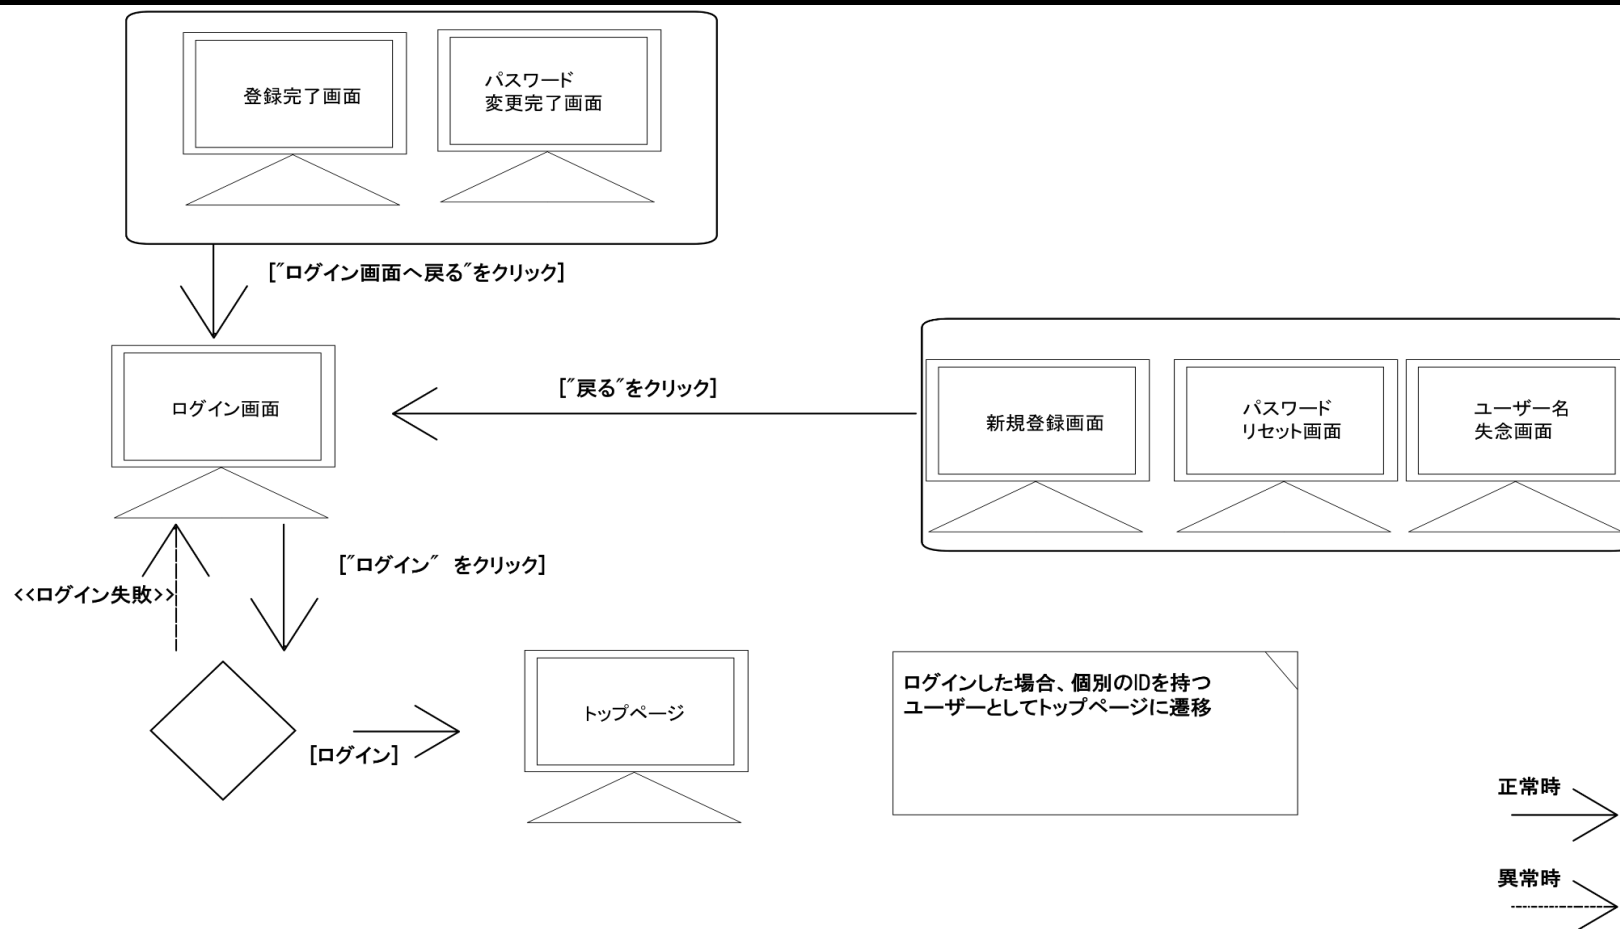 登録完了画面
パスワード
変更完了画面
["ログイン画面へ戻る"をクリック]
ログイン画面
["戻る"をクリック]
新規登録画面
パスワード
リセット画面
ユーザー名
失念画面
["ログイン" をクリック]
<<ログイン失敗>>
[ログイン]
トップページ
ログインした場合、個別のIDを持つ
ユーザーとしてトップページに遷移
正常時
異常時